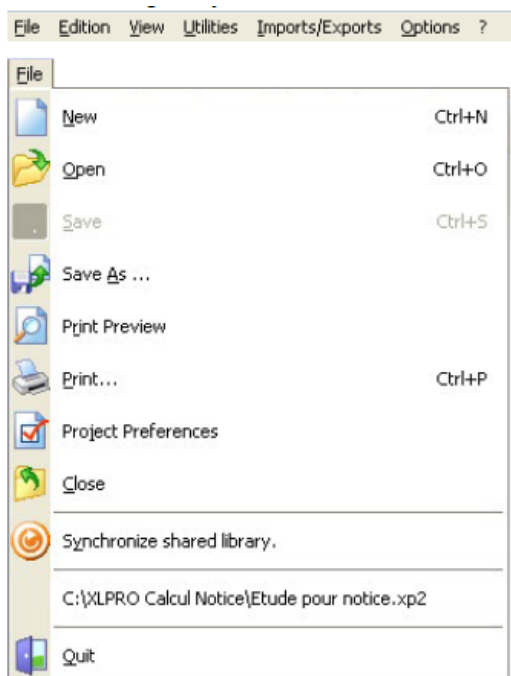 File Edition View Utilities Imports/Exports Options ?
File
New Ctrl+N
Open Ctrl+O
Save Ctrl+S
Save As ...
Print Preview
Print... Ctrl+P
Project Preferences
Close
Synchronize shared library.
C:\XLPRO Calcul Notice\Etude pour notice.xp2
Quit